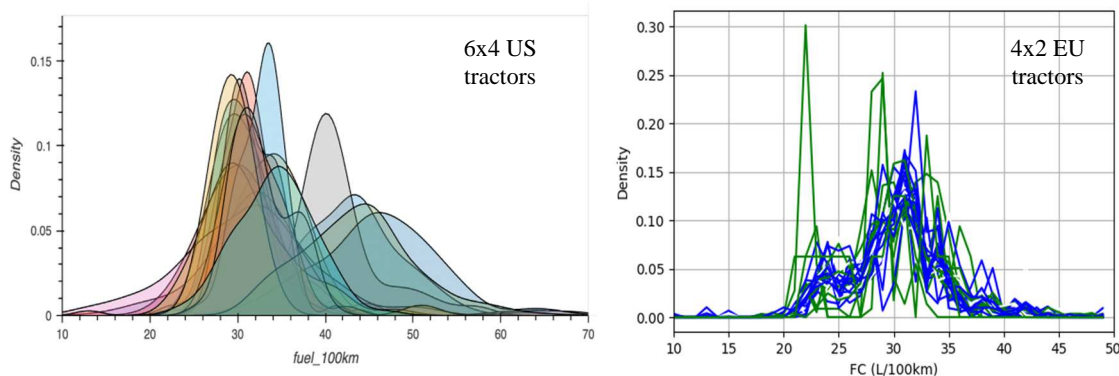 6x4 US
tractors
0.15
0.1
0.05
0
Density
10 20 30 40 50 60 70
fuel_100km
4x2 EU
tractors
0.30
0.25
0.20
0.15
0.10
0.05
0.00
Density
10 15 20 25 30 35 40 45 50
FC (L/100km)